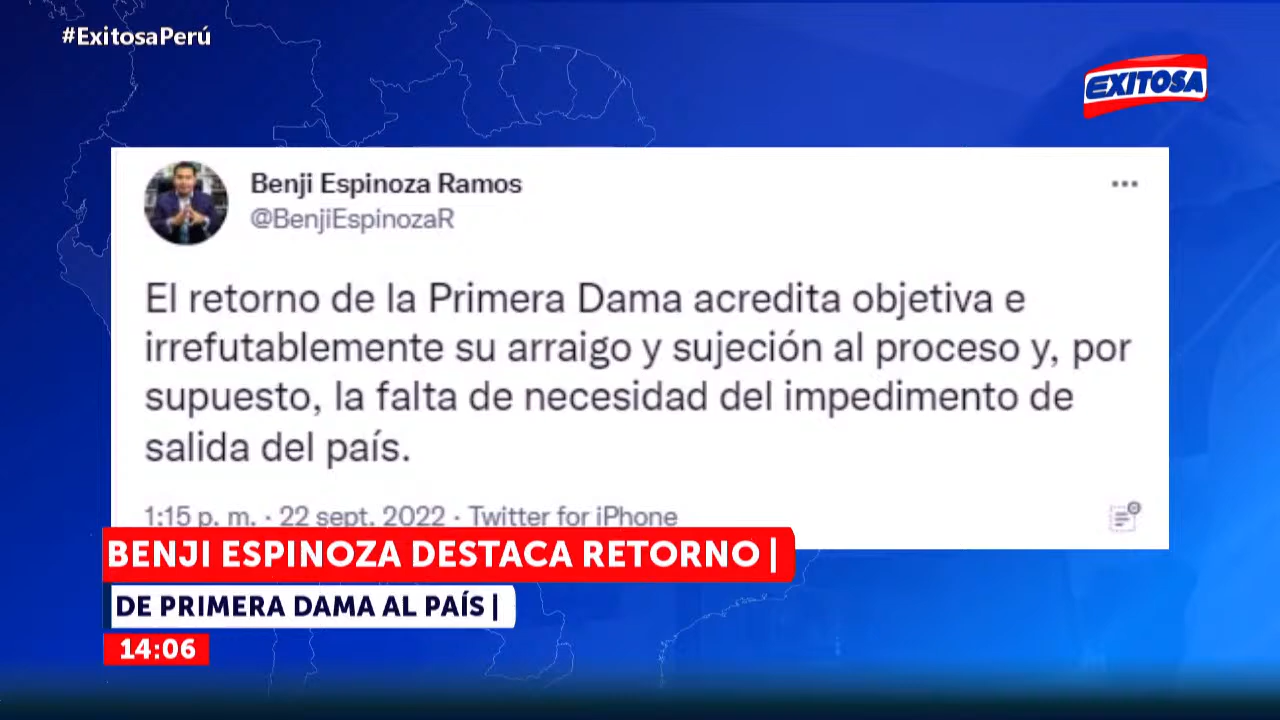 #ExitosaPerú
EXITOSA
Benji Espinoza Ramos
@BenjiEspinozaR
El retorno de la Primera Dama acredita objetiva e
irrefutablemente su arraigo y sujeción al proceso y, por
supuesto, la falta de necesidad del impedimento de
salida del país.
1:15 p. m. · 22 sept. 2022 · Twitter for iPhone
BENJI ESPINOZA DESTACA RETORNO |
DE PRIMERA DAMA AL PAÍS |
14:06